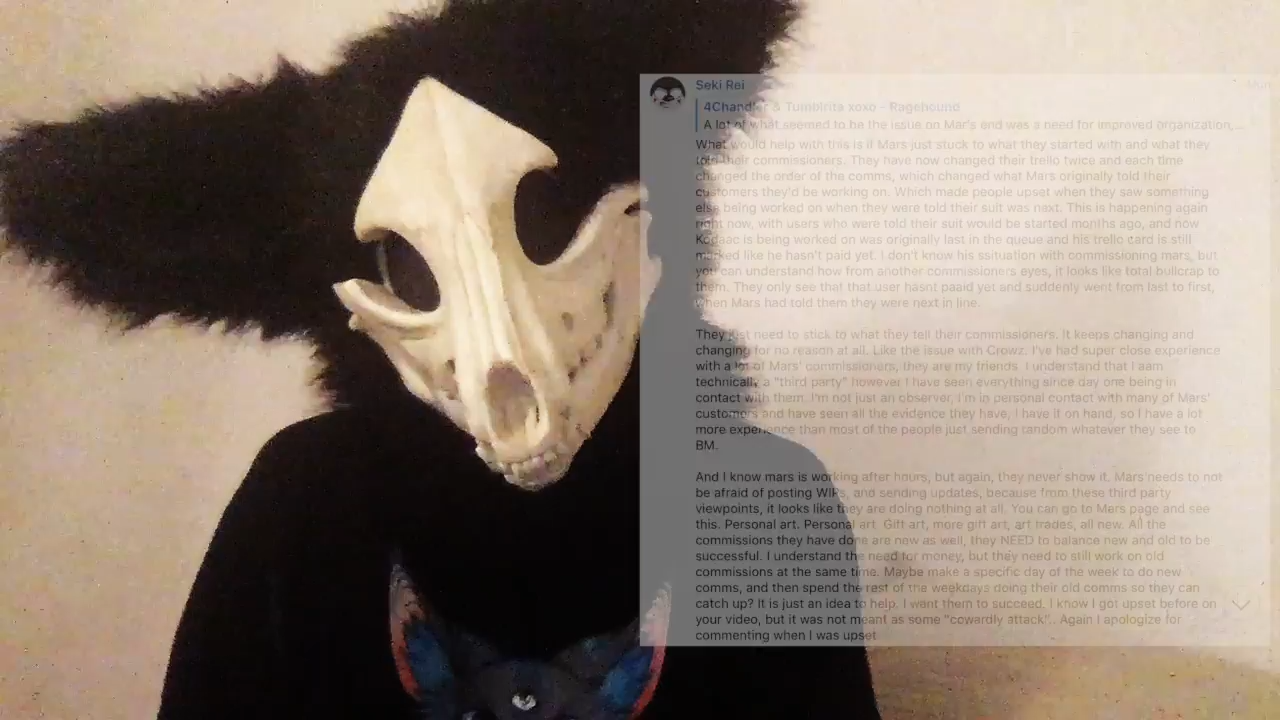 Seki Rei
4Chandler & Tumblrita xoxo - Ragehound
A lot of what seemed to be the issue on Mar's end was a need for improved organization,...
What would help with this is if Mars just stuck to what they started with and what they
told their commissioners. They have now changed their trello twice and each time
changed the order of the comms, which changed what Mars originally told their
customers they'd be working on. Which made people upset when they saw something
else being worked on when they were told their suit was next. This is happening again
right now, with users who were told their suit would be started months ago, and now
Kodaac is being worked on was originally last in the queue and his trello card is still
marked like he hasn't paid yet. I don't know his ssituation with commissioning mars, but
you can understand how from another commissioners eyes, it looks like total bullcrap to
them. They only see that that user hasnt paaid yet and suddenly went from last to first,
when Mars had told them they were next in line.
They just need to stick to what they tell their commissioners. It keeps changing and
changing for no reason at all. Like the issue with Crowz. I've had super close experience
with a lot of Mars' commissioners, they are my friends. I understand that I aam
technically a "third party" however I have seen everything since day one being in
contact with them. I'm not just an observer, I'm in personal contact with many of Mars'
customers and have seen all the evidence they have, I have it on hand, so I have a lot
more experience than most of the people just sending random whatever they see to
BM.
And I know mars is working after hours, but again, they never show it. Mars needs to not
be afraid of posting WIPs, and sending updates, because from these third party
viewpoints, it looks like they are doing nothing at all. You can go to Mars page and see
this. Personal art. Personal art. Gift art, more gift art, art trades, all new. All the
commissions they have done are new as well, they NEED to balance new and old to be
successful. I understand the need for money, but they need to still work on old
commissions at the same time. Maybe make a specific day of the week to do new
comms, and then spend the rest of the weekdays doing their old comms so they can
catch up? It is just an idea to help. I want them to succeed. I know I got upset before on
your video, but it was not meant as some "cowardly attack".. Again I apologize for
commenting when I was upset